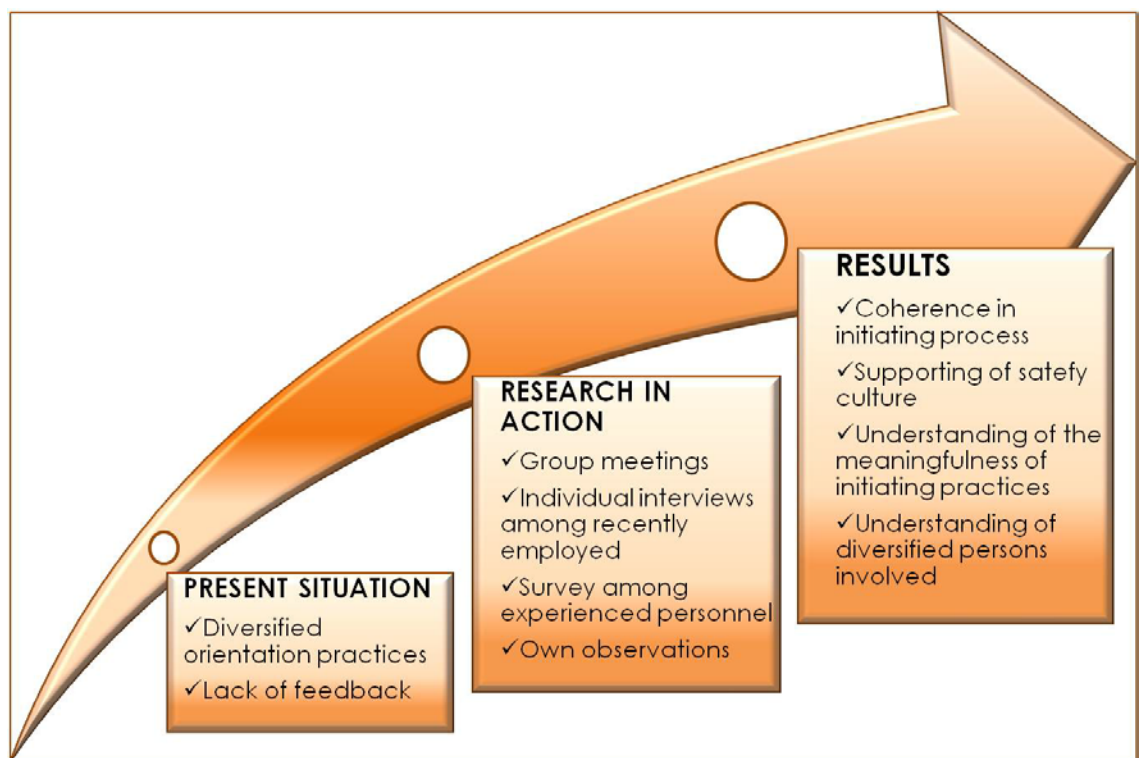 PRESENT SITUATION
✓Diversified
orientation practices
✓Lack of feedback
RESEARCH IN
ACTION
✓Group meetings
✓Individual interviews
among recently
employed
✓Survey among
experienced personnel
✓Own observations
RESULTS
✓Coherence in
initiating process
✓Supporting of satefy
culture
✓Understanding of the
meaningfulness of
initiating practices
✓Understanding of
diversified persons
involved